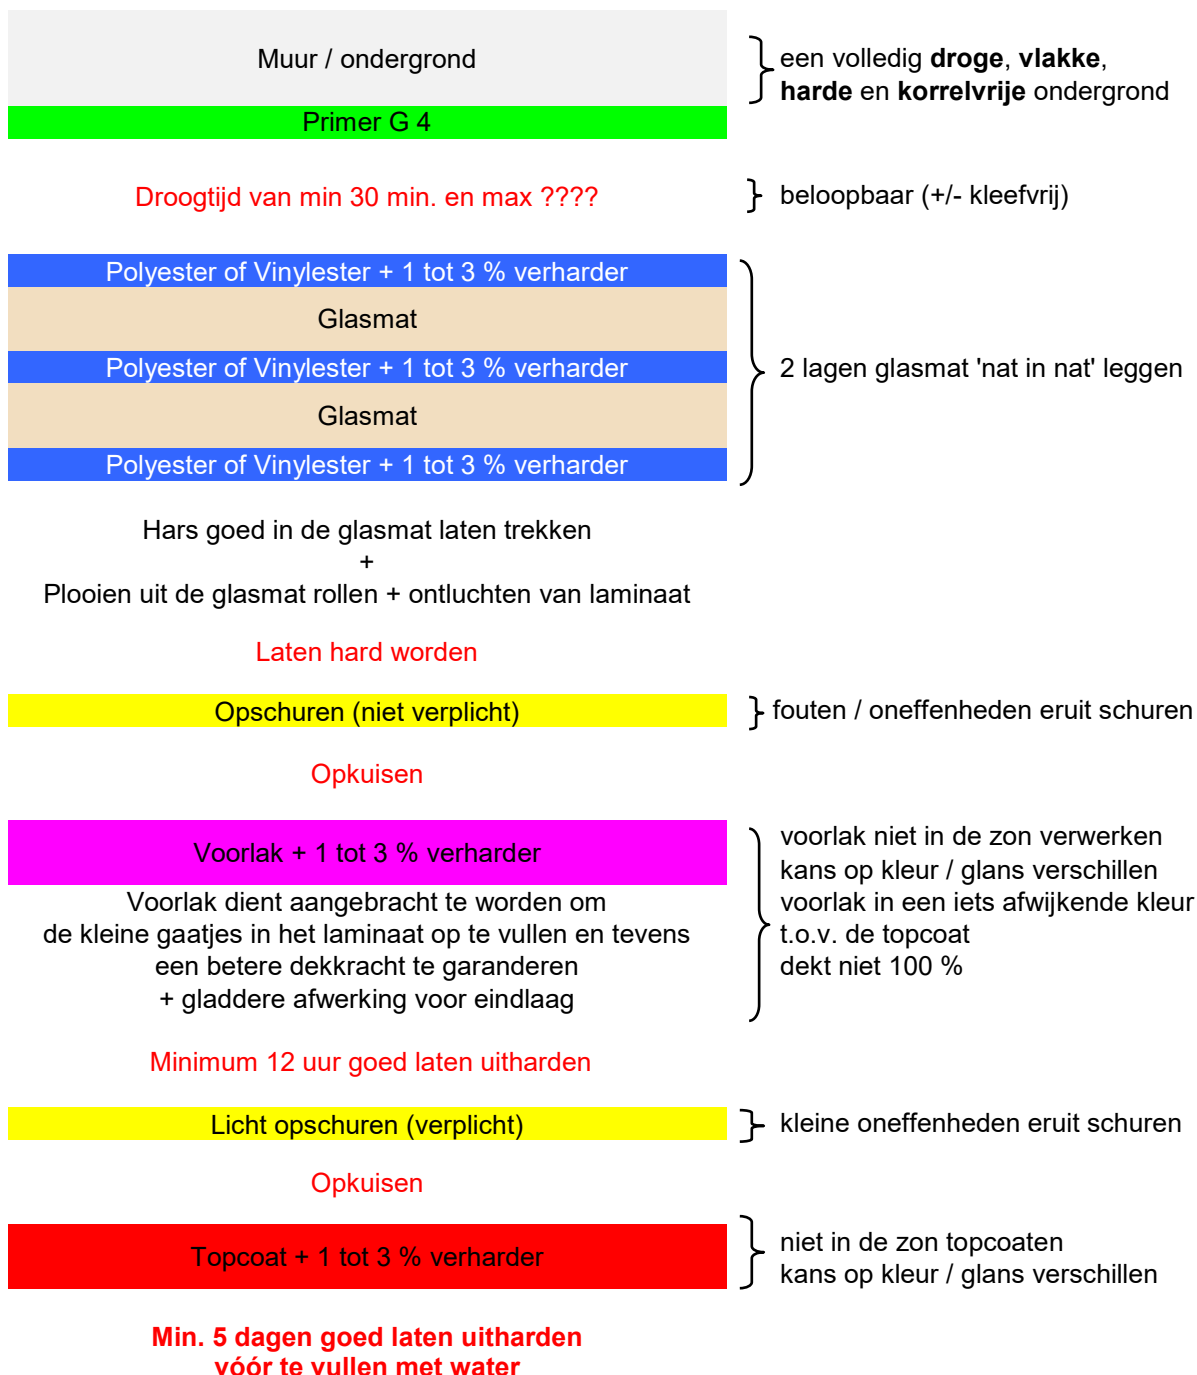 Muur / ondergrond
een volledig droge, vlakke,
harde en korrelvrije ondergrond
Primer G 4
Droogtijd van min 30 min. en max ????
beloopbaar (+/- kleefvrij)
Polyester of Vinylester + 1 tot 3 % verharder
Glasmat
Polyester of Vinylester + 1 tot 3 % verharder
2 lagen glasmat 'nat in nat' leggen
Glasmat
Polyester of Vinylester + 1 tot 3 % verharder
Hars goed in de glasmat laten trekken
+
Plooien uit de glasmat rollen + ontluchten van laminaat
Laten hard worden
Opschuren (niet verplicht)
fouten / oneffenheden eruit schuren
Opkuisen
Voorlak + 1 tot 3 % verharder
Voorlak dient aangebracht te worden om
de kleine gaatjes in het laminaat op te vullen en tevens
een betere dekkracht te garanderen
+ gladdere afwerking voor eindlaag
voorlak niet in de zon verwerken
kans op kleur / glans verschillen
voorlak in een iets afwijkende kleur
t.o.v. de topcoat
dekt niet 100 %
Minimum 12 uur goed laten uitharden
Licht opschuren (verplicht)
kleine oneffenheden eruit schuren
Opkuisen
Topcoat + 1 tot 3 % verharder
niet in de zon topcoaten
kans op kleur / glans verschillen
Min. 5 dagen goed laten uitharden
vóór te vullen met water